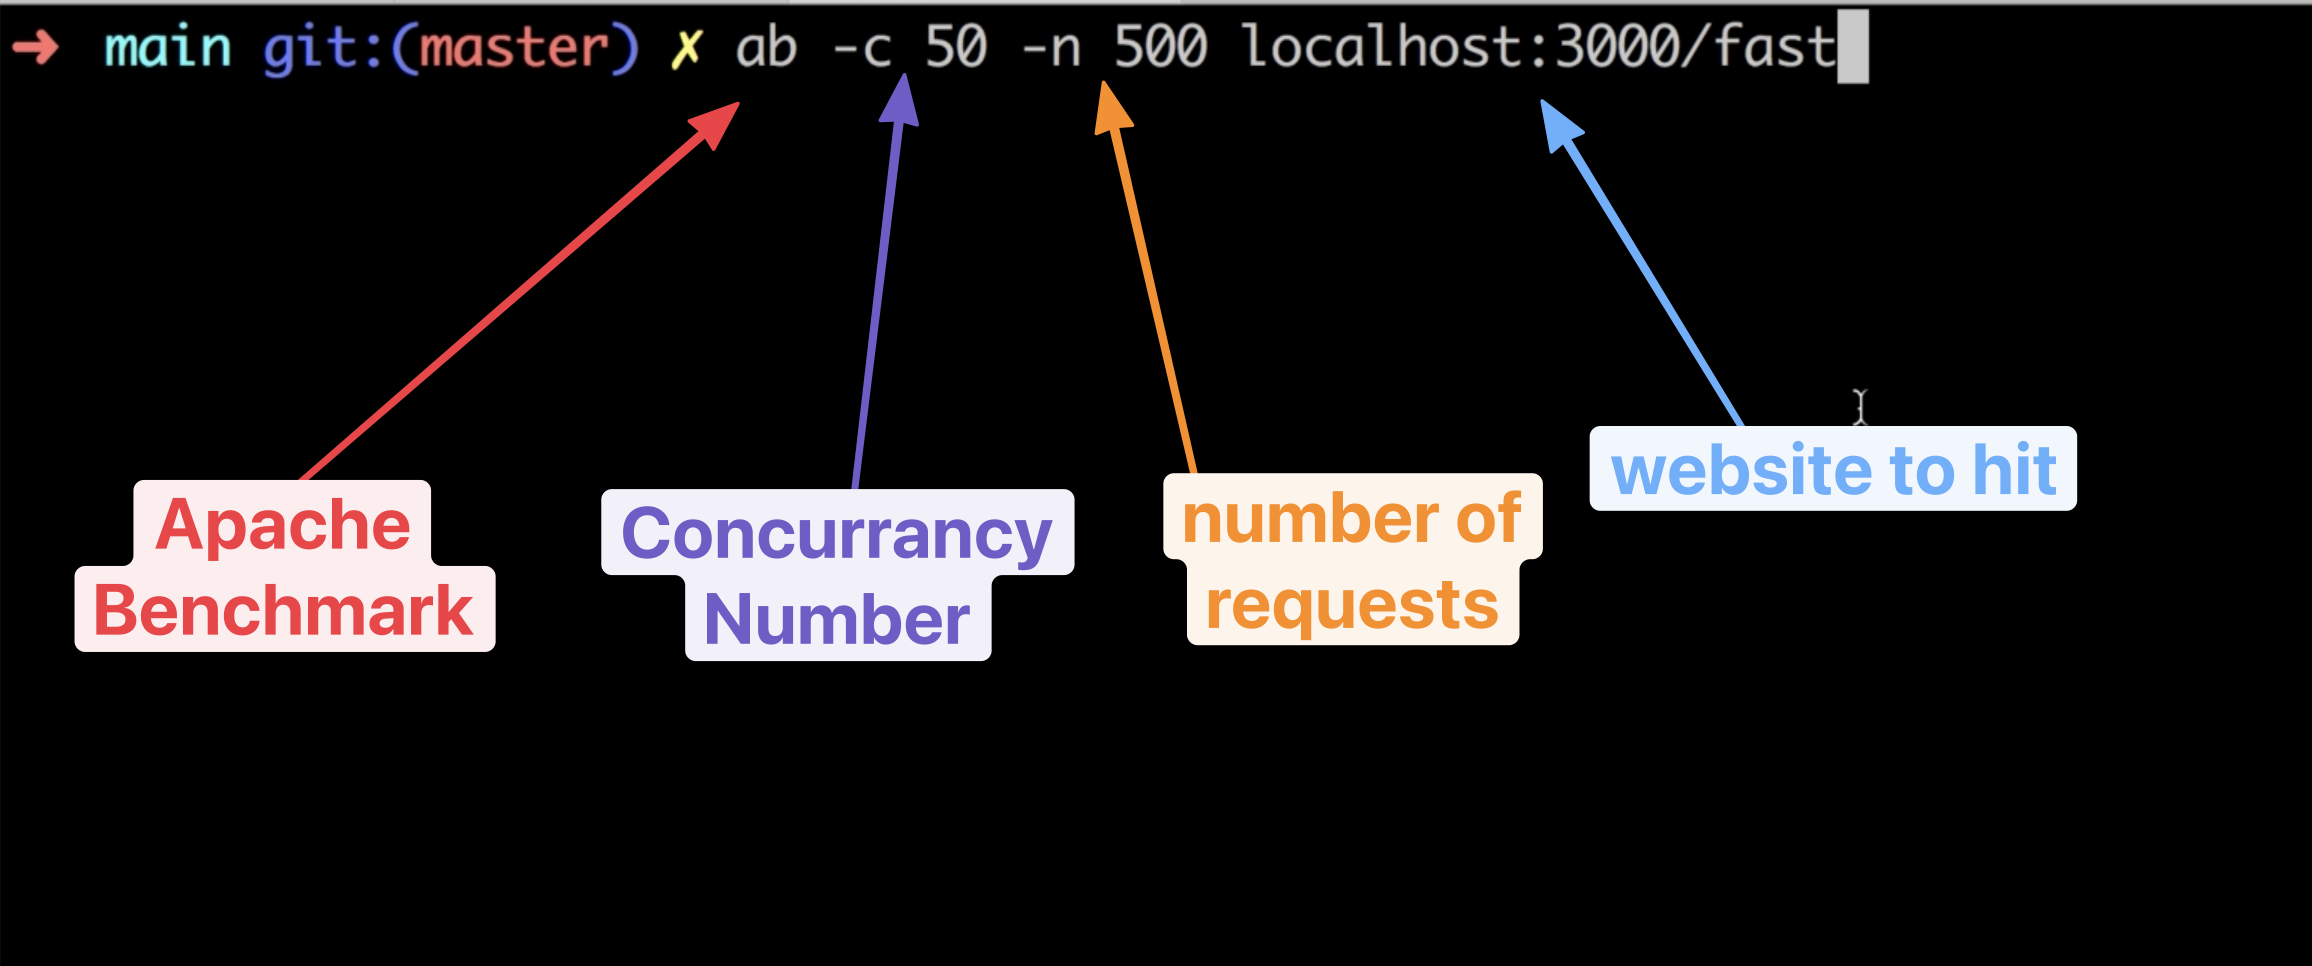 ➜ main git:(master) ✗ ab -c 50 -n 500 localhost:3000/fast
Apache
Benchmark
Concurrancy
Number
number of
requests
website to hit